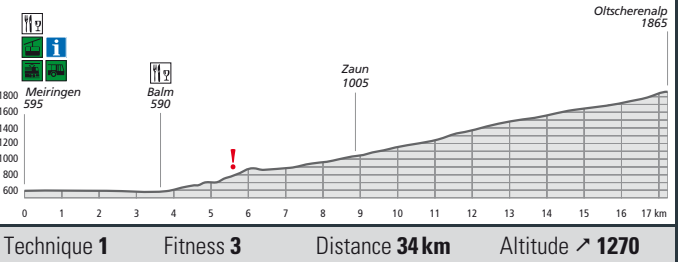 Oltscherenalp
1865
i
Meiringen
595
Balm
590
Zaun
1005
!
1800
1600
1400
1200
1000
800
600
0 1 2 3 4 5 6 7 8 9 10 11 12 13 14 15 16 17 km
Technique 1 Fitness 3 Distance 34 km Altitude ↗ 1270